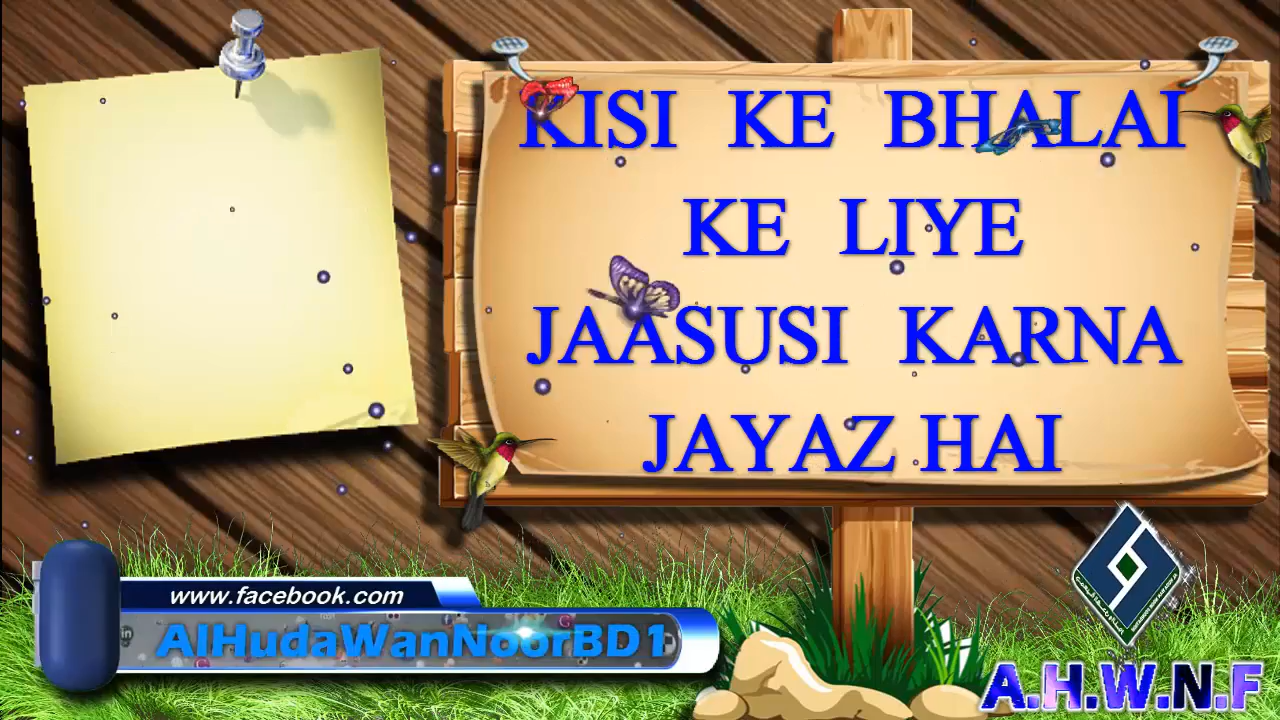 KISI KE BHALAI
KE LIYE
JAASUSI KARNA
JAYAZ HAI
www.facebook.com
AlHudaWanNoorBD1
A.H.W.N.F